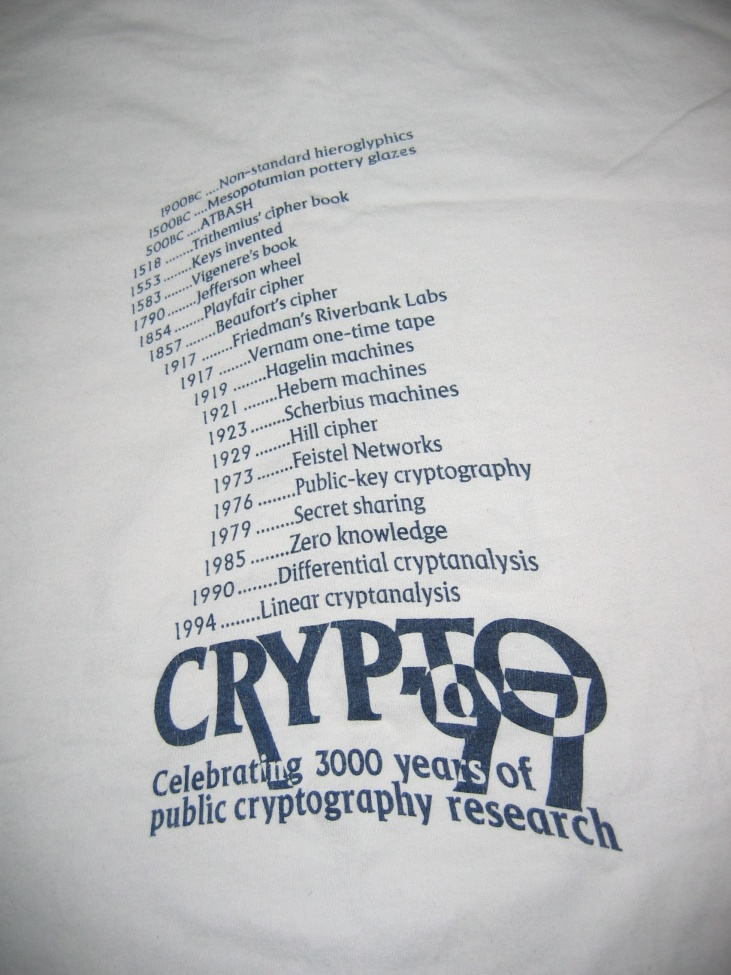 1900BC ....Non-standard hieroglyphics
1500BC ....Mesopotamian pottery glazes
500BC ....ATBASH
1518 ........Trithemius' cipher book
1553........Keys invented
1583........Vigenere's book
1790........Jefferson wheel
1854........Playfair cipher
1857........Beaufort's cipher
1917 ........Friedman's Riverbank Labs
1917 ........Vernam one-time tape
1919 ........Hagelin machines
1921 ........Hebern machines
1923........Scherbius machines
1929 ........Hill cipher
1973........Feistel Networks
1976 ........Public-key cryptography
1979 ........Secret sharing
1985 ........Zero knowledge
1990........Differential cryptanalysis
1994........Linear cryptanalysis
CRYPTO '97
Celebrating 3000 years of
public cryptography research